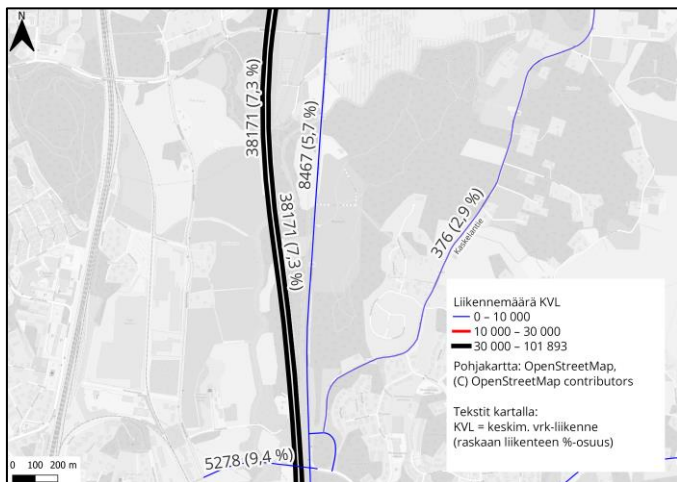 N
38171 (7,3 %)
38171 (7,3 %)
8467 (5,7 %)
376 (2,9 %)
Kaskelantie
5278 (9,4 %)
0 100 200 m
Liikennemäärä KVL
0 – 10 000
10 000 – 30 000
30 000 – 101 893
Pohjakartta: OpenStreetMap,
(C) OpenStreetMap contributors
Tekstit kartalla:
KVL = keskim. vrk-liikenne
(raskaan liikenteen %-osuus)